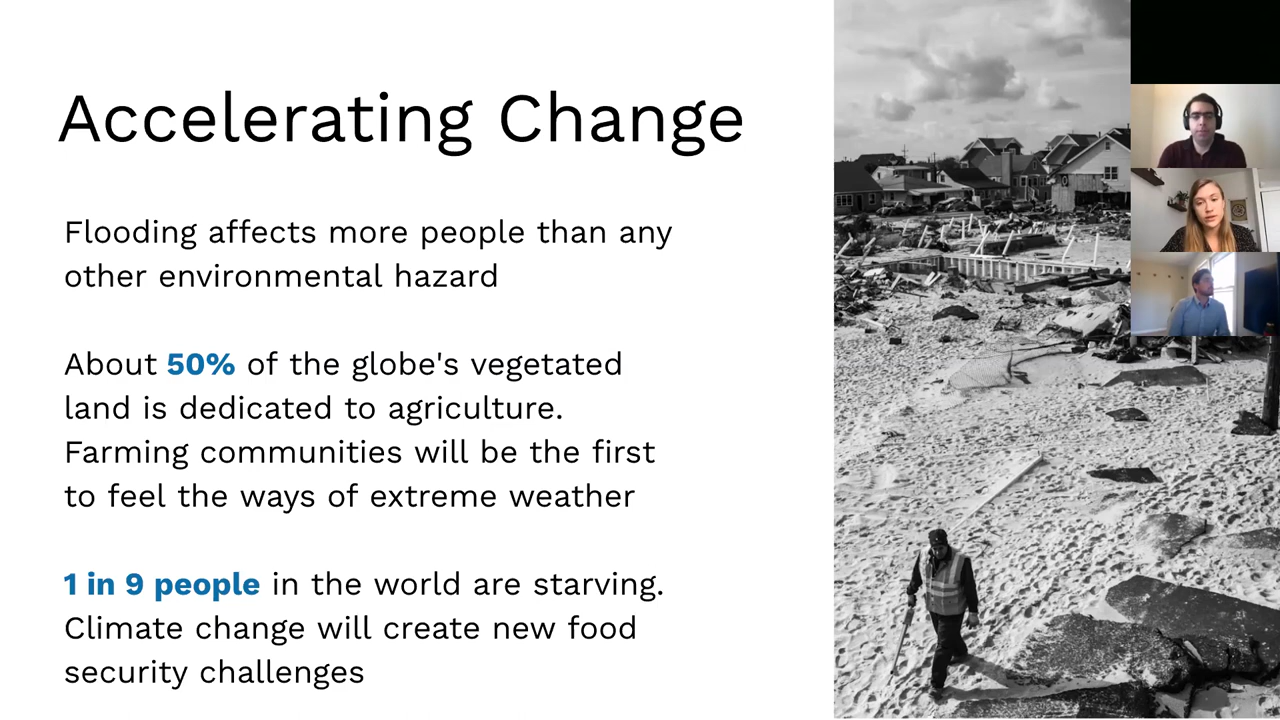 Accelerating Change
Flooding affects more people than any
other environmental hazard
About 50% of the globe's vegetated
land is dedicated to agriculture.
Farming communities will be the first
to feel the ways of extreme weather
1 in 9 people in the world are starving.
Climate change will create new food
security challenges